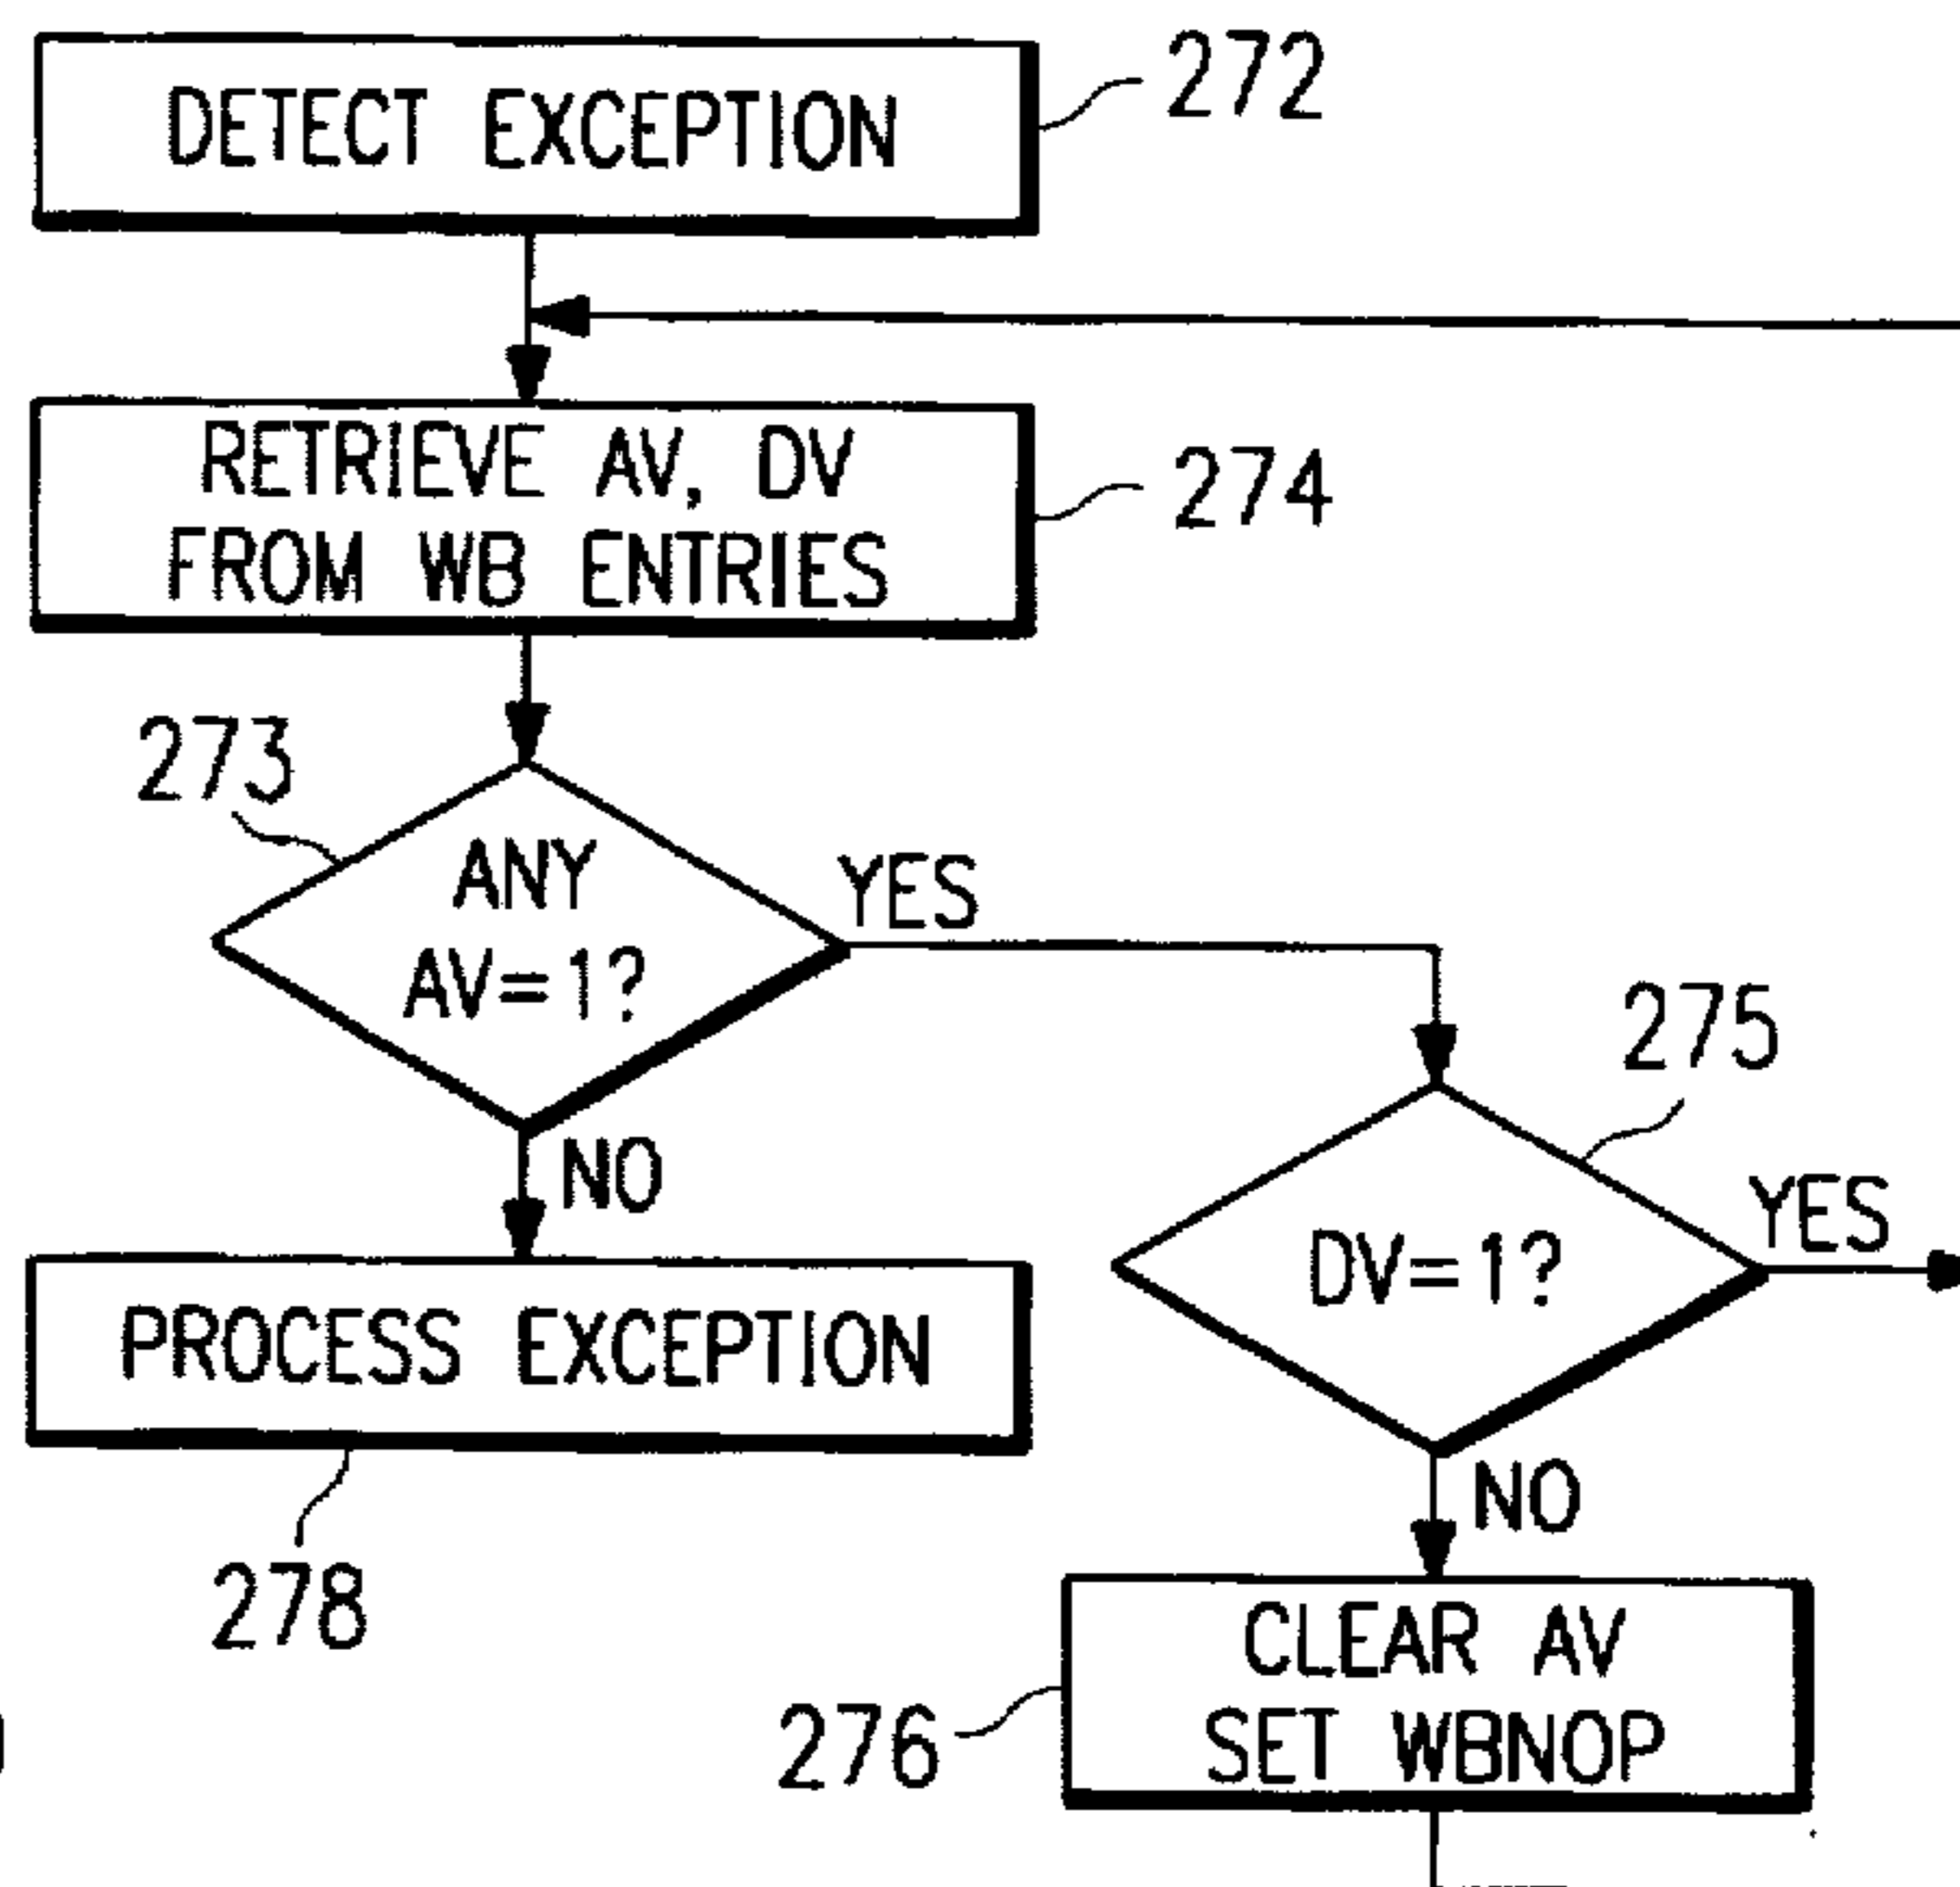 DETECT EXCEPTION
272
RETRIEVE AV, DV
FROM WB ENTRIES
274
273
ANY
AV=1?
YES
NO
275
DV=1?
YES
NO
PROCESS EXCEPTION
278
CLEAR AV
SET WBNOP
276